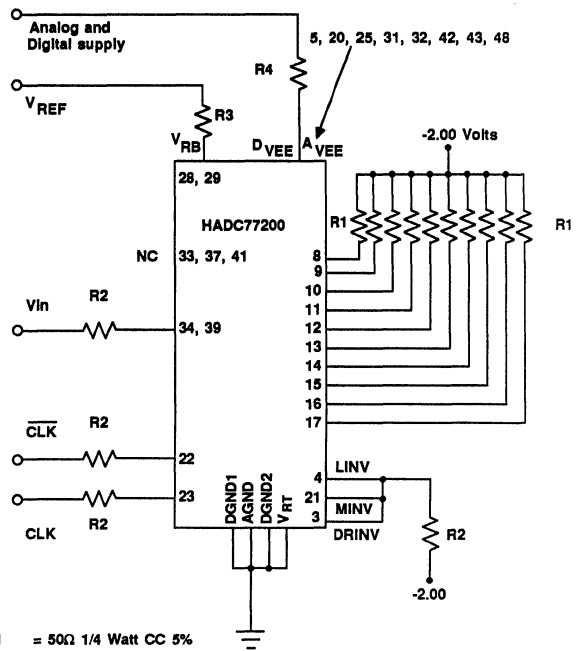 Analog and
Digital supply
5, 20, 25, 31, 32, 42, 43, 48
R4
VREF
R3
VRB
DVEE
AVEE
-2.00 Volts
28, 29
HADC77200
R1
R1
NC
33, 37, 41
8
9
10
11
12
13
14
15
16
17
Vin
R2
34, 39
CLK
R2
22
CLK
R2
23
4
LINV
21
MINV
3
DRINV
DGND1
AGND
DGND2
VRT
R2
-2.00
= 50Ω 1/4 Watt CC 5%